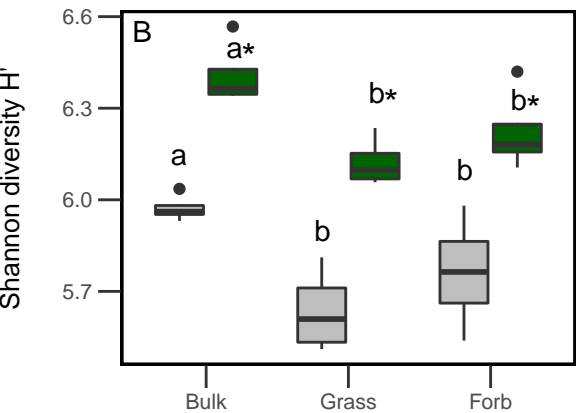 B
Shannon diversity H'
6.6
6.3
6.0
5.7
a
a*
b
b*
b
b*
Bulk Grass Forb